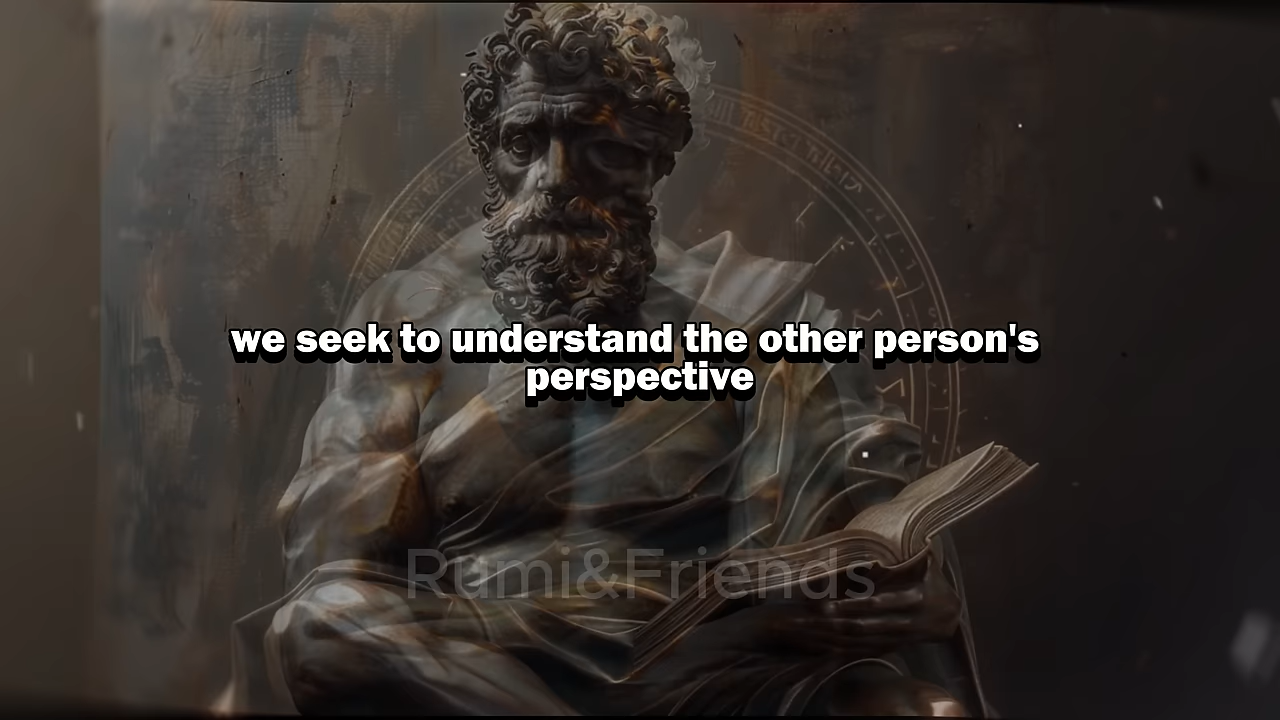 we seek to understand the other person's
perspective
Rumi&Friends